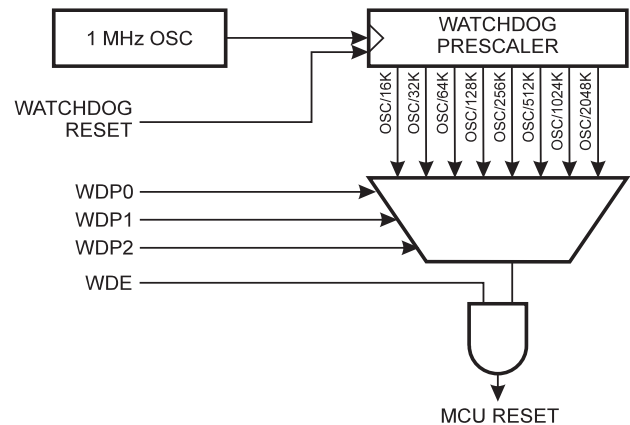 1 MHz OSC
WATCHDOG
PRESCALER
WATCHDOG
RESET
OSC/16K
OSC/32K
OSC/64K
OSC/128K
OSC/256K
OSC/512K
OSC/1024K
OSC/2048K
WDP0
WDP1
WDP2
WDE
MCU RESET